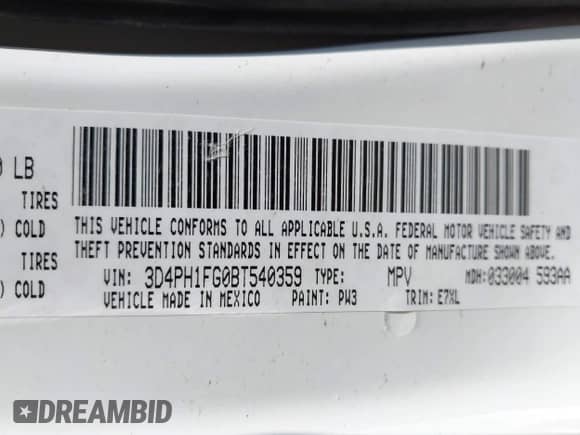 0 LB
TIRES
) COLD
TIRES
) COLD
THIS VEHICLE CONFORMS TO ALL APPLICABLE U.S.A. FEDERAL MOTOR VEHICLE SAFETY AND
THEFT PREVENTION STANDARDS IN EFFECT ON THE DATE OF MANUFACTURE SHOWN ABOVE.
VIN: 3D4PH1FG0BT540359 TYPE: MPV MDH:033004 593AA
VEHICLE MADE IN MEXICO PAINT: PW3 TRIM: E7XL
DREAMBID